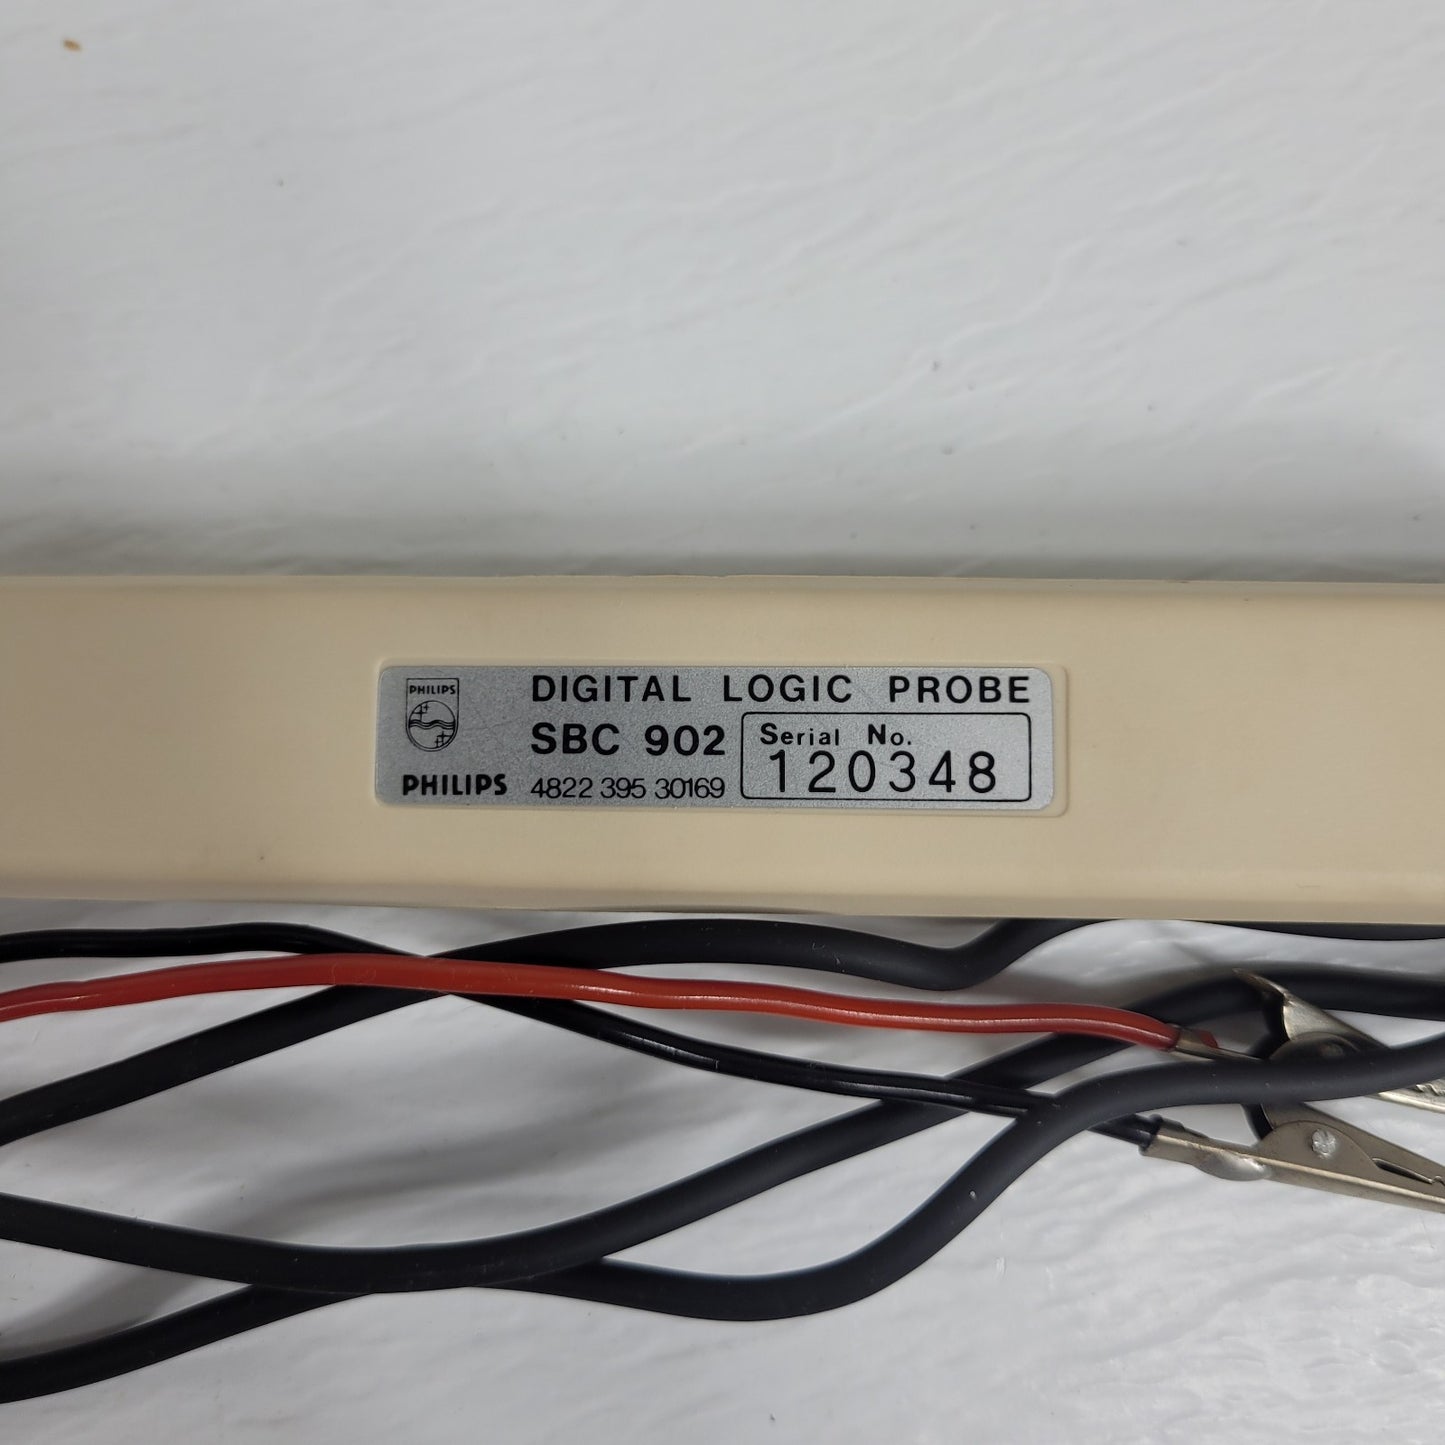 PHILIPS
PHILIPS
DIGITAL LOGIC PROBE
SBC 902
4822 395 30169
Serial No.
120348